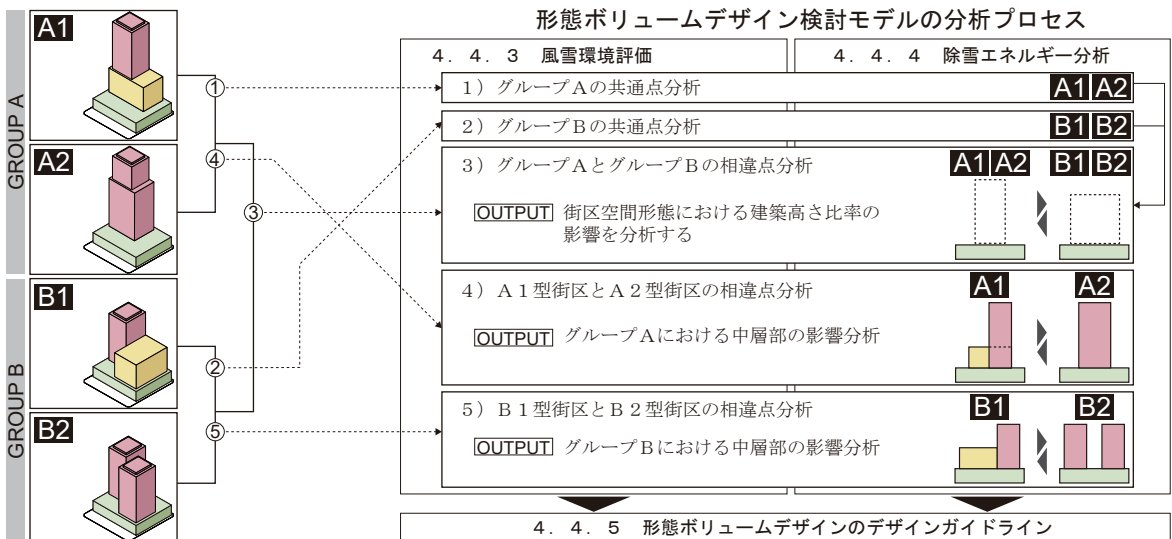 形態ボリュームデザイン検討モデルの分析プロセス
GROUP A
A1
A2
GROUP B
B1
B2
①
④
③
②
⑤
4．4．3 風雪環境評価
4．4．4 除雪エネルギー分析
1）グループAの共通点分析
A1 A2
2）グループBの共通点分析
B1 B2
3）グループAとグループBの相違点分析
A1 A2 B1 B2
OUTPUT 街区空間形態における建築高さ比率の
影響を分析する
4）A1型街区とA2型街区の相違点分析
A1 A2
OUTPUT グループAにおける中層部の影響分析
5）B1型街区とB2型街区の相違点分析
B1 B2
OUTPUT グループBにおける中層部の影響分析
4．4．5 形態ボリュームデザインのデザインガイドライン